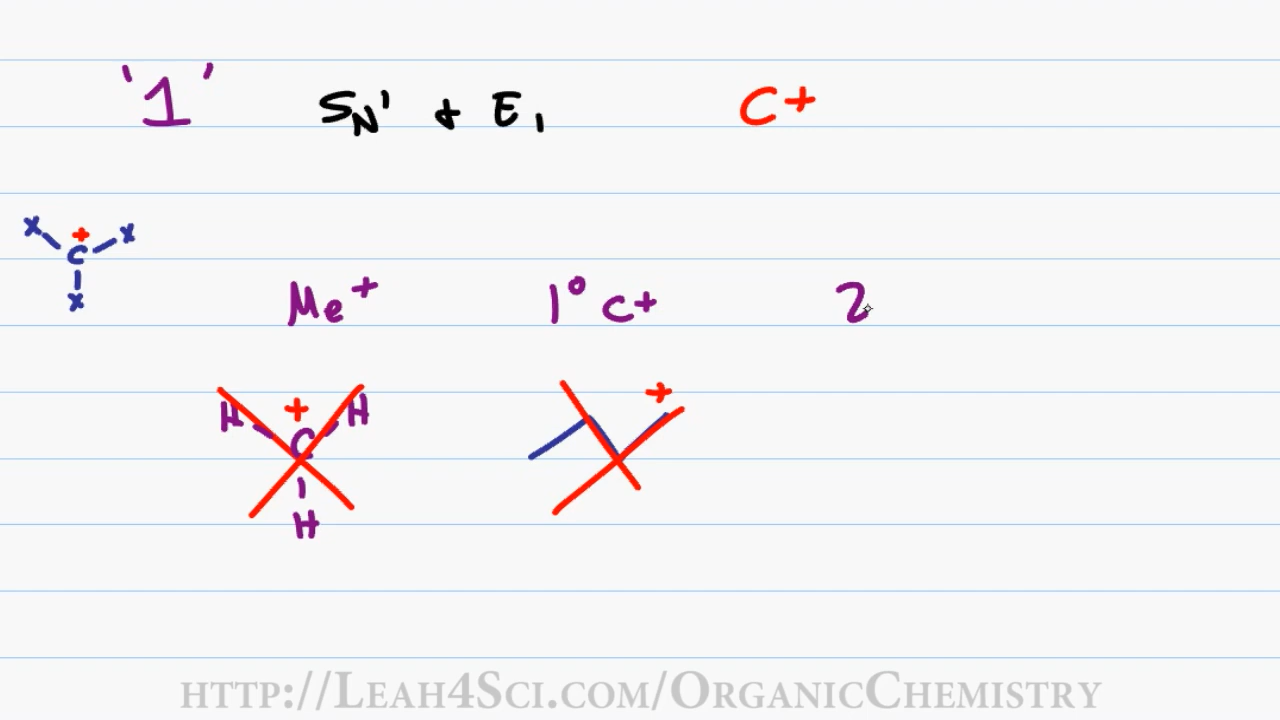 '1' SN1 & E1 C+
x + x
C
x
Me+ 1° C+ 2
+ +
H H
C
H
http://Leah4Sci.com/OrganicChemistry